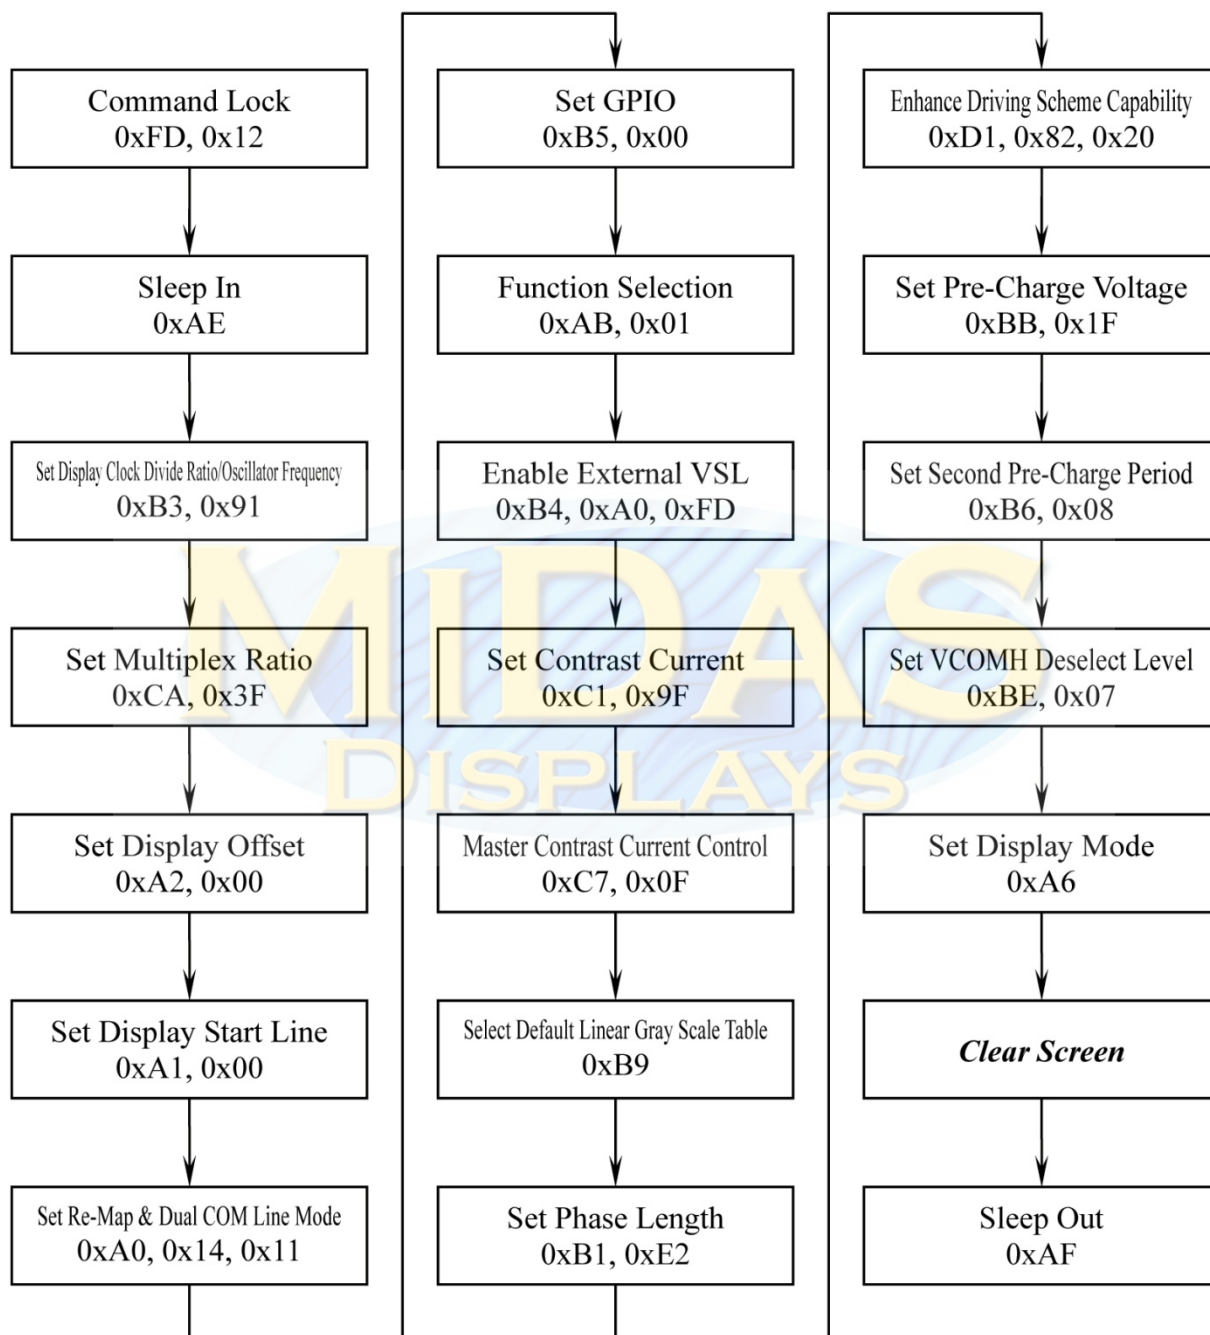 Command Lock
0xFD, 0x12
Sleep In
0xAE
Set Display Clock Divide Ratio/Oscillator Frequency
0xB3, 0x91
Set Multiplex Ratio
0xCA, 0x3F
Set Display Offset
0xA2, 0x00
Set Display Start Line
0xA1, 0x00
Set Re-Map & Dual COM Line Mode
0xA0, 0x14, 0x11
Set GPIO
0xB5, 0x00
Function Selection
0xAB, 0x01
Enable External VSL
0xB4, 0xA0, 0xFD
Set Contrast Current
0xC1, 0x9F
Master Contrast Current Control
0xC7, 0x0F
Select Default Linear Gray Scale Table
0xB9
Set Phase Length
0xB1, 0xE2
Enhance Driving Scheme Capability
0xD1, 0x82, 0x20
Set Pre-Charge Voltage
0xBB, 0x1F
Set Second Pre-Charge Period
0xB6, 0x08
Set VCOMH Deselect Level
0xBE, 0x07
Set Display Mode
0xA6
Clear Screen
Sleep Out
0xAF
MIDAS
DISPLAYS